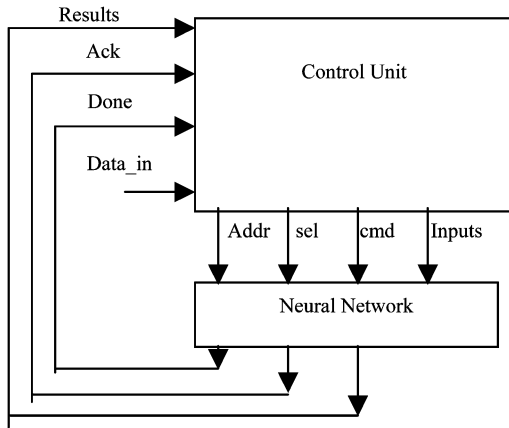 Results
Ack
Control Unit
Done
Data_in
Addr sel cmd Inputs
Neural Network